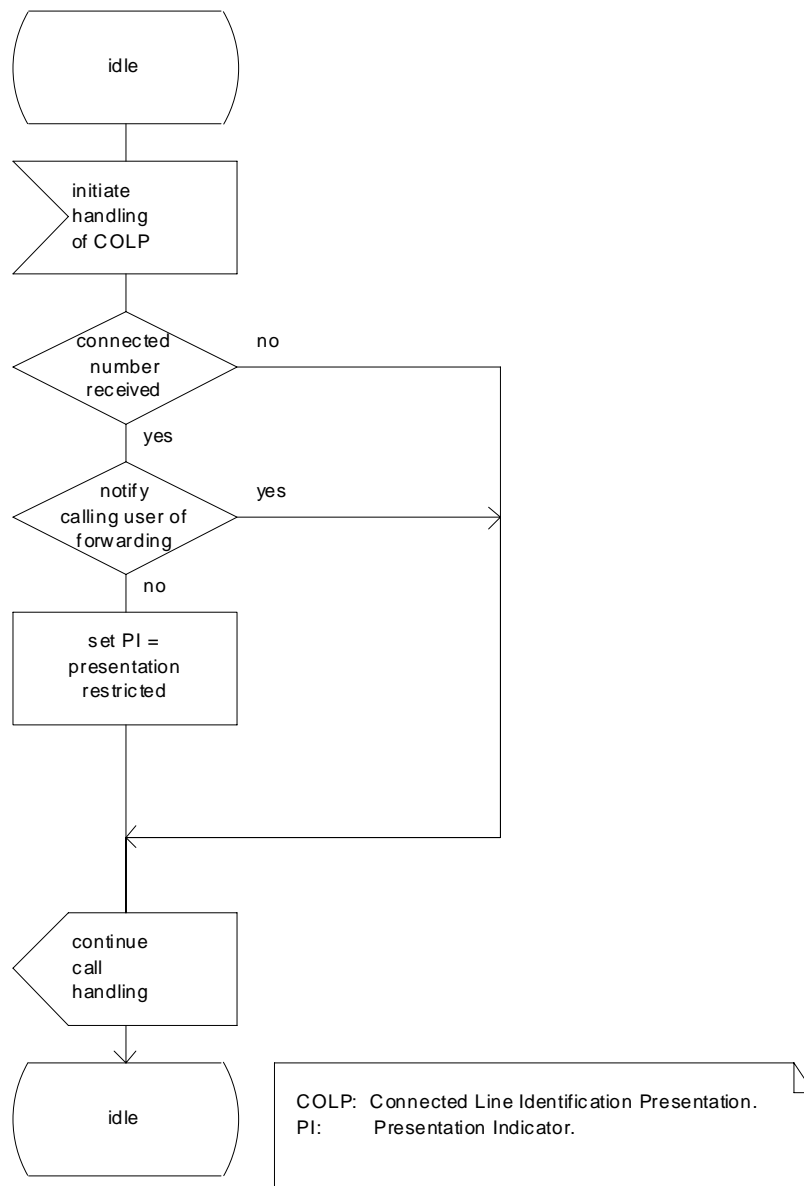 idle
initiate
handling
of COLP
connected
number
received
no
yes
notify
calling user of
forwarding
yes
no
set PI =
presentation
restricted
continue
call
handling
idle
COLP: Connected Line Identification Presentation.
PI: Presentation Indicator.